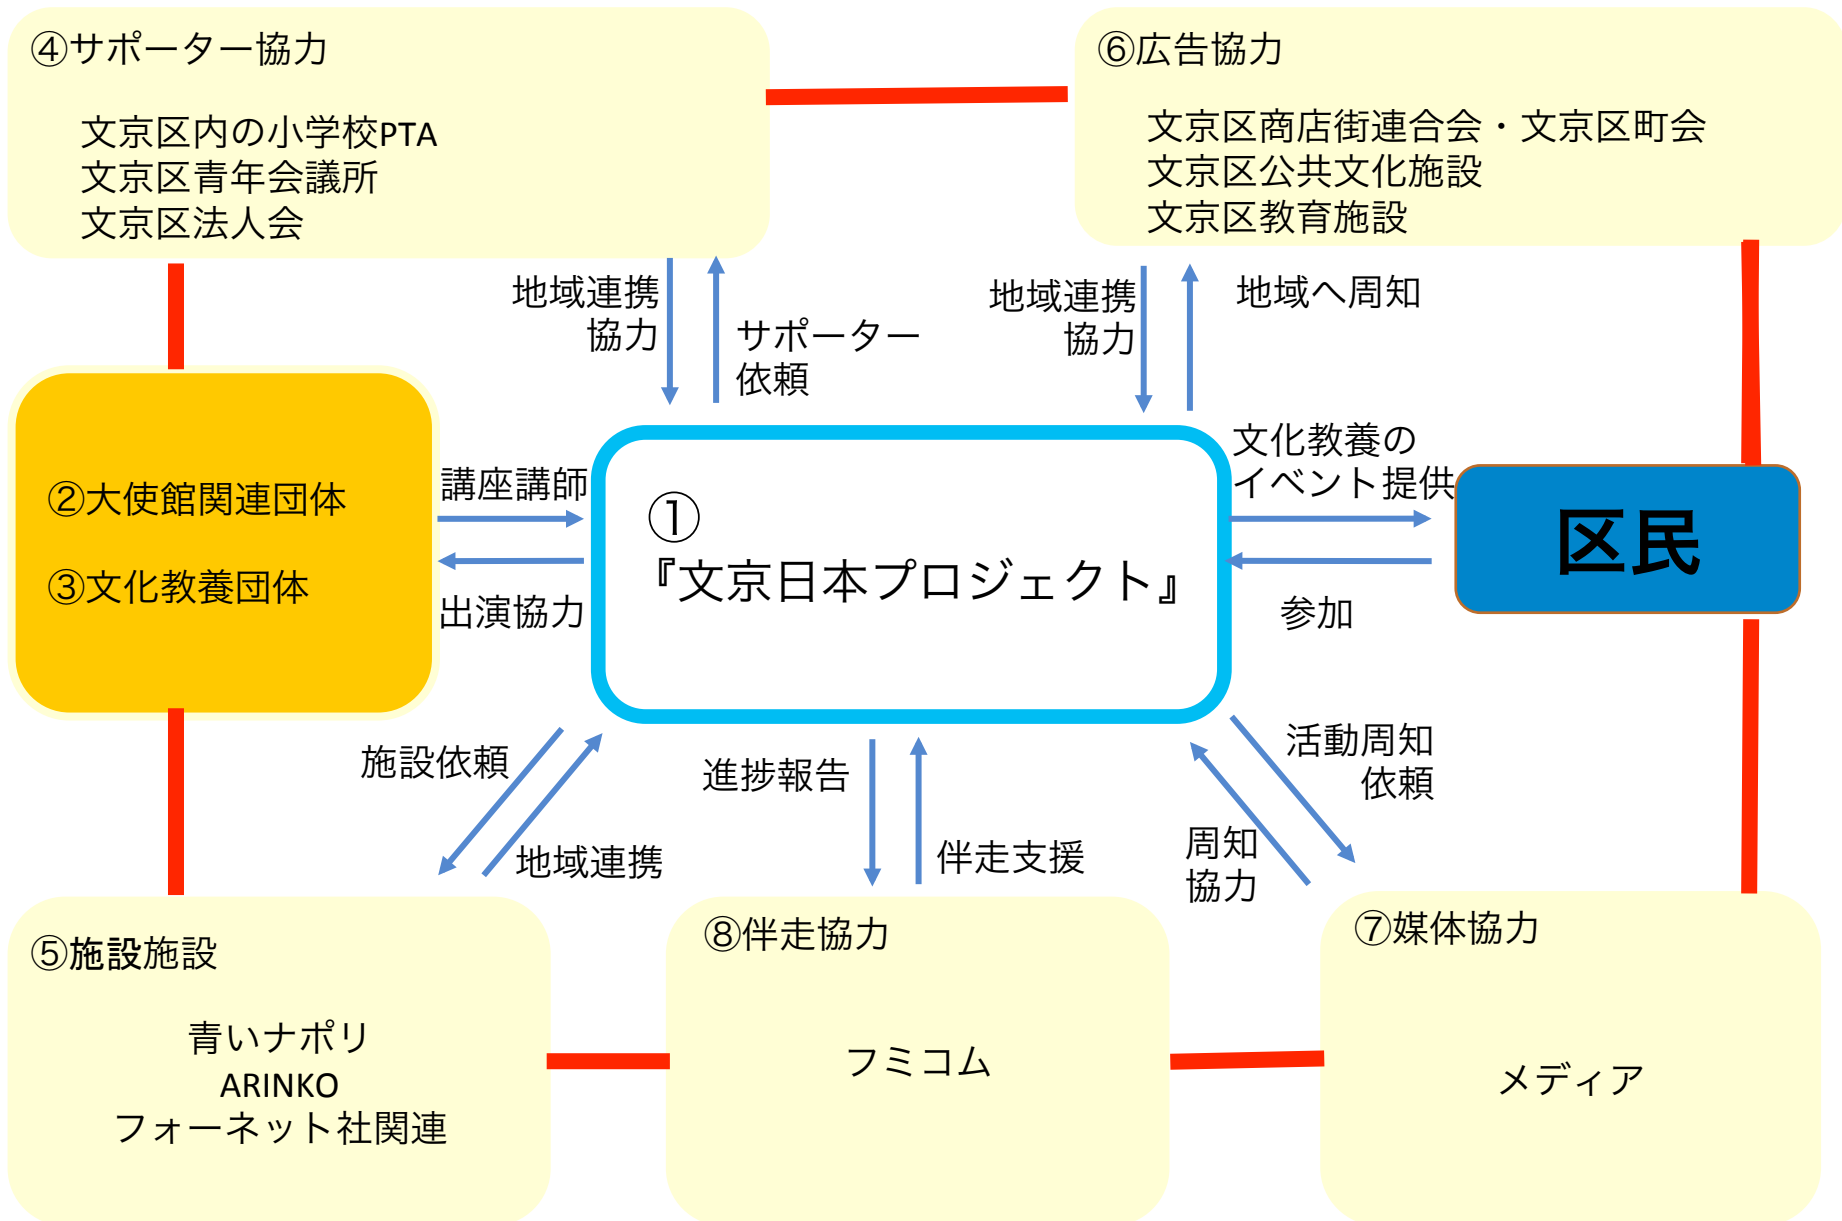 ④サポーター協力
文京区内の小学校PTA
文京区青年会議所
文京区法人会
⑥広告協力
文京区商店街連合会・文京区町会
文京区公共文化施設
文京区教育施設
地域連携
協力
サポーター
依頼
地域連携
協力
地域へ周知
②大使館関連団体
③文化教養団体
講座講師
出演協力
①
『文京日本プロジェクト』
文化教養の
イベント提供
参加
区民
施設依頼
地域連携
進捗報告
伴走支援
活動周知
依頼
周知
協力
⑤施設施設
青いナポリ
ARINKO
フォーネット社関連
⑧伴走協力
フミコム
⑦媒体協力
メディア